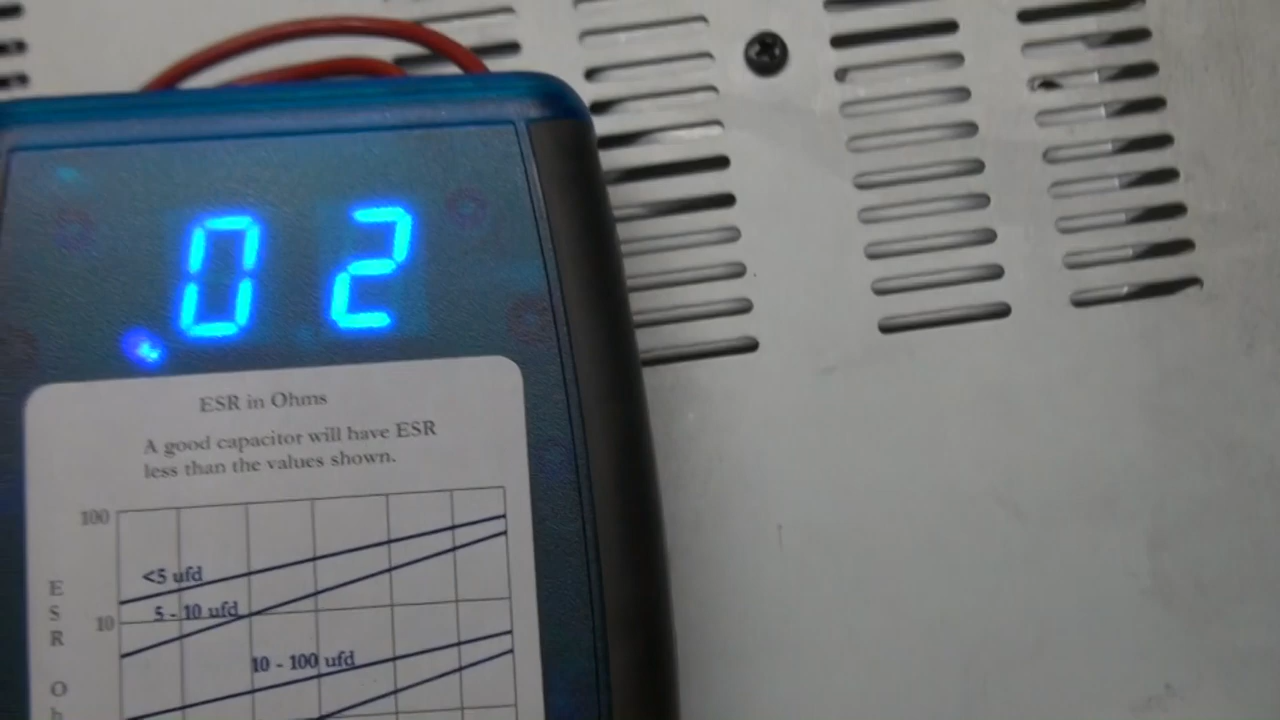 .02
ESR in Ohms
A good capacitor will have ESR
less than the values shown.
100
<5 ufd
5 - 10 ufd
10
10 - 100 ufd
E
S
R
O
h